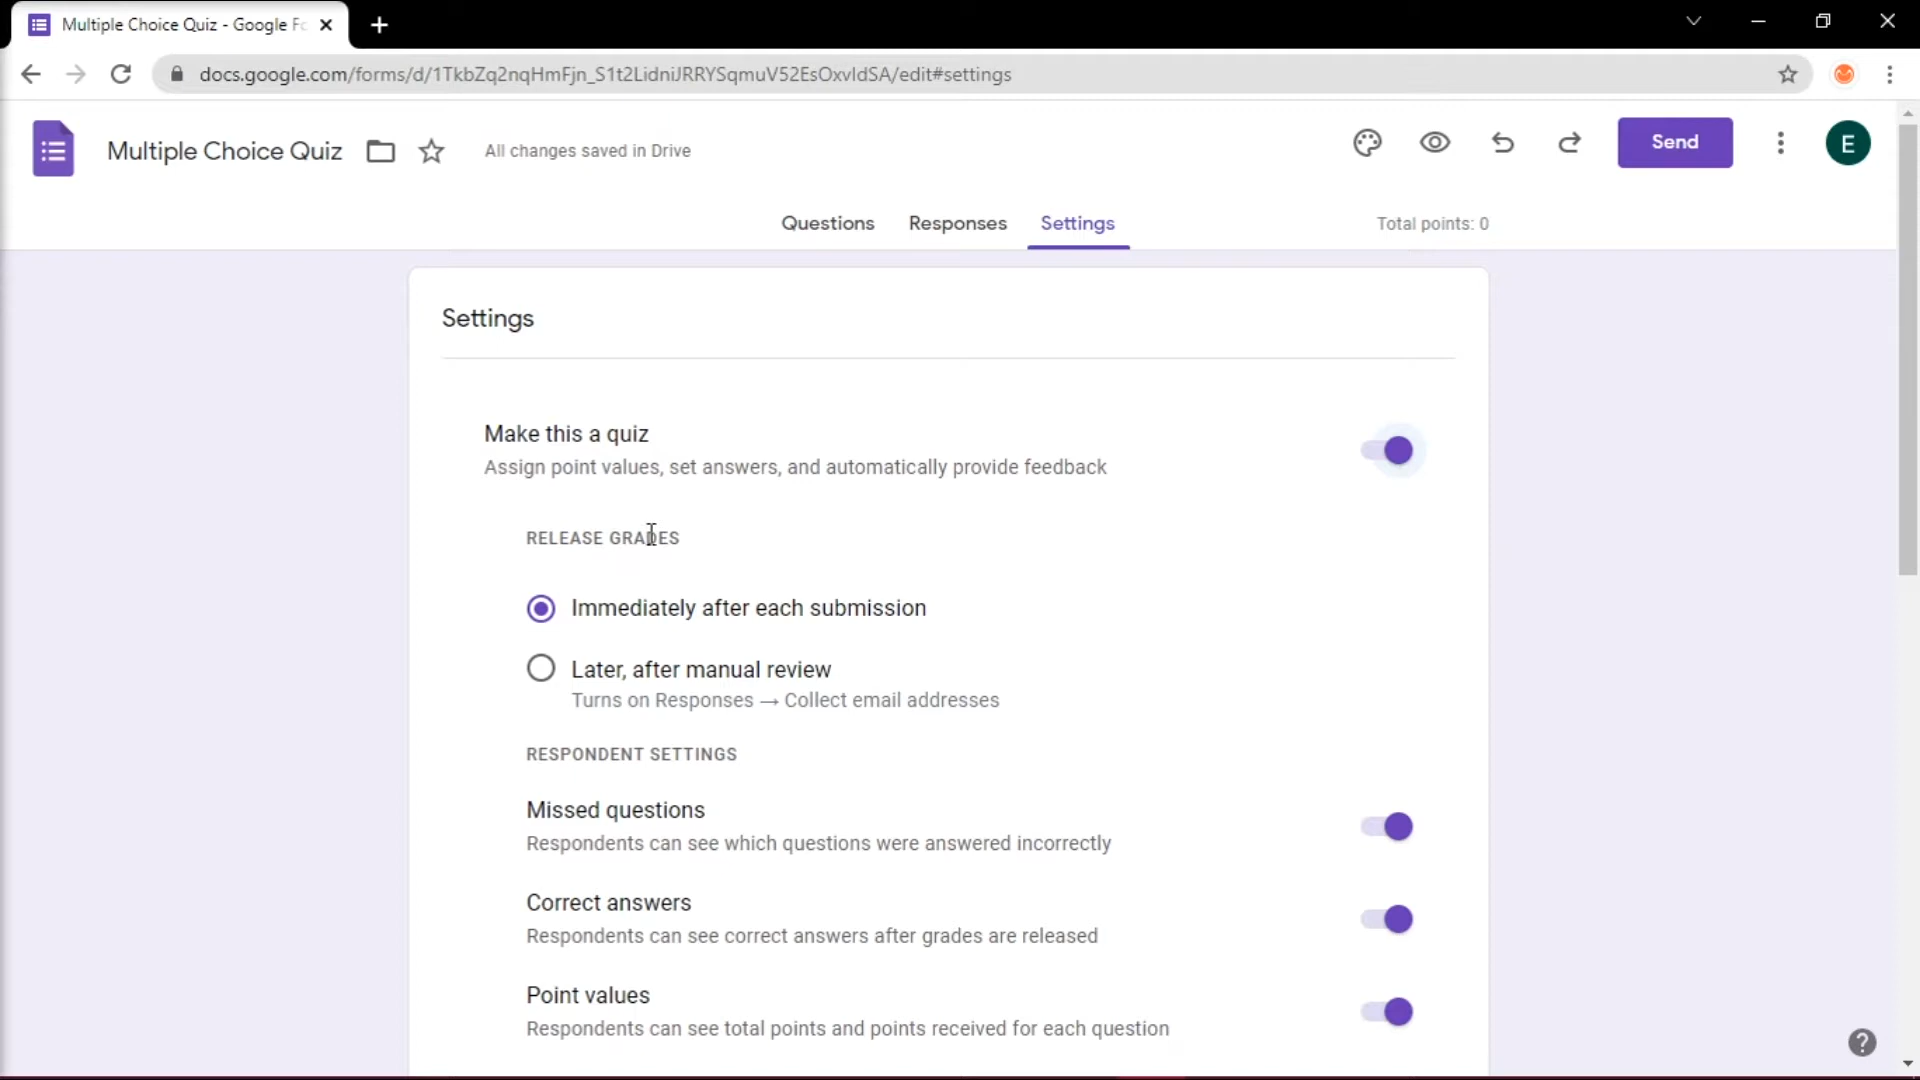 Multiple Choice Quiz - Google Fo
docs.google.com/forms/d/1TkbZq2nqHmFjn_S1t2LidniJRRYSqmuV52EsOxvIdSA/edit#settings
Multiple Choice Quiz
All changes saved in Drive
Send
E
Questions
Responses
Settings
Total points: 0
Settings
Make this a quiz
Assign point values, set answers, and automatically provide feedback
RELEASE GRADES
Immediately after each submission
Later, after manual review
Turns on Responses → Collect email addresses
RESPONDENT SETTINGS
Missed questions
Respondents can see which questions were answered incorrectly
Correct answers
Respondents can see correct answers after grades are released
Point values
Respondents can see total points and points received for each question